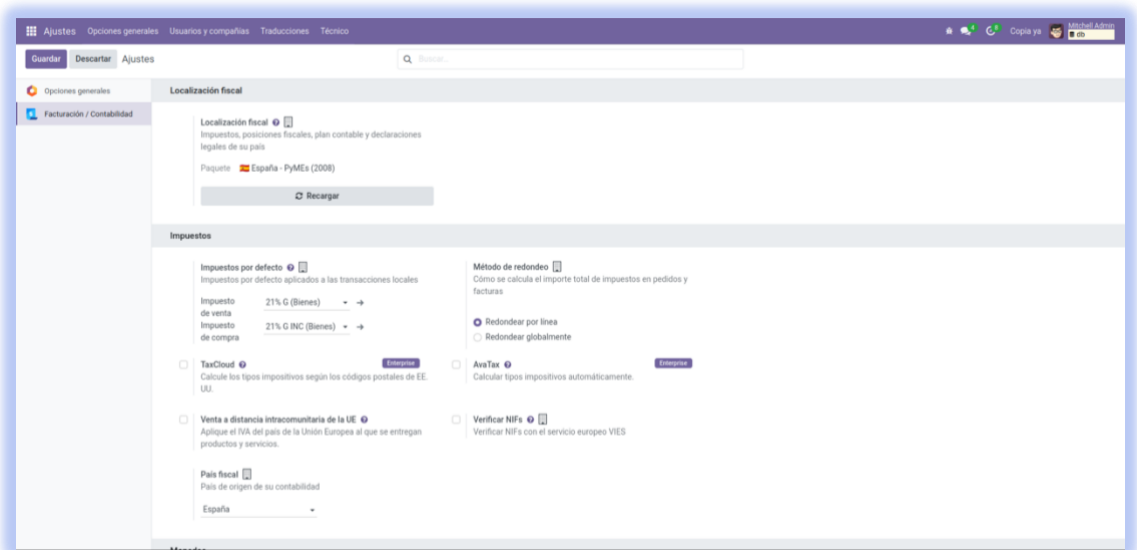 Ajustes Opciones generales Usuarios y compañías Traducciones Técnico
4 5 Copia ya Mitchell Admin
db
Guardar Descartar Ajustes
Buscar...
Opciones generales
Facturación / Contabilidad
Localización fiscal
Localización fiscal
Impuestos, posiciones fiscales, plan contable y declaraciones
legales de su país
Paquete España - PyMEs (2008)
Recargar
Impuestos
Impuestos por defecto
Impuestos por defecto aplicados a las transacciones locales
Impuesto
de venta
21% G (Bienes)
Impuesto
de compra
21% G INC (Bienes)
Método de redondeo
Cómo se calcula el importe total de impuestos en pedidos y
facturas
Redondear por línea
Redondear globalmente
TaxCloud Enterprise
Calcule los tipos impositivos según los códigos postales de EE.
UU.
AvaTax Enterprise
Calcular tipos impositivos automáticamente.
Venta a distancia intracomunitaria de la UE
Aplique el IVA del país de la Unión Europea al que se entregan
productos y servicios.
Verificar NIFs
Verificar NIFs con el servicio europeo VIES
País fiscal
País de origen de su contabilidad
España
Monedas